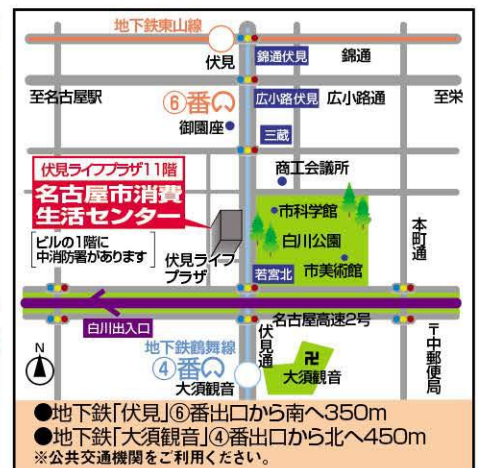 地下鉄東山線
伏見
錦通伏見
錦通
至名古屋駅
⑥番
広小路伏見
広小路通
至栄
御園座
三蔵
商工会議所
伏見ライフプラザ11階
名古屋市消費
生活センター
ビルの1階に
中消防署があります
市科学館
白川公園
市美術館
本町通
伏見ライフ
プラザ
若宮北
名古屋高速2号
白川出入口
伏見通
〒中郵便局
N
地下鉄鶴舞線
④番
大須観音
卍
大須観音
●地下鉄「伏見」⑥番出口から南へ350m
●地下鉄「大須観音」④番出口から北へ450m
※公共交通機関をご利用ください。